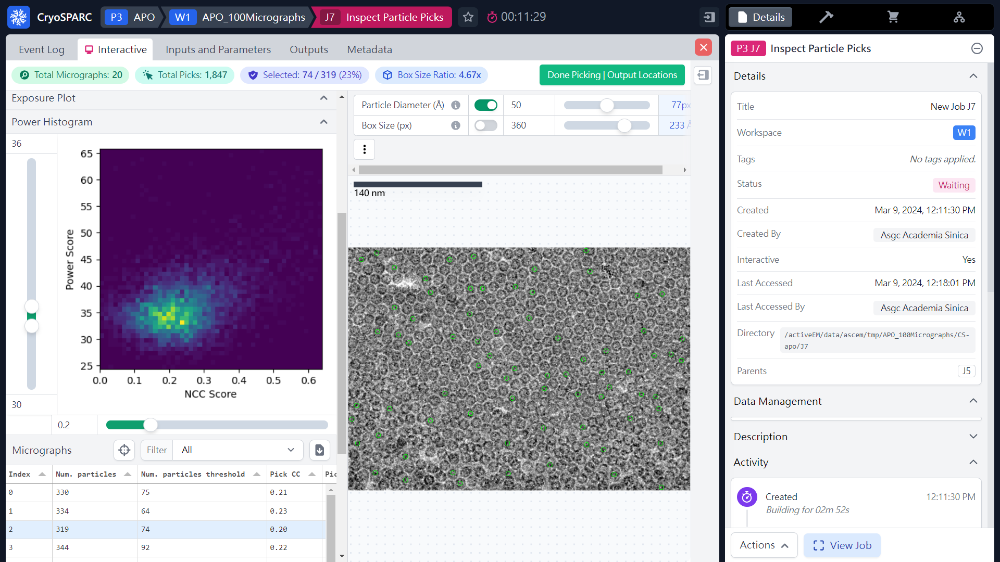 CryoSPARC P3 APO W1 APO_100Micrographs J7 Inspect Particle Picks 00:11:29 Details
Event Log Interactive Inputs and Parameters Outputs Metadata
Total Micrographs: 20 Total Picks: 1,847 Selected: 74 / 319 (23%) Box Size Ratio: 4.67x Done Picking | Output Locations
Exposure Plot
Power Histogram
36
65
60
55
50
45
40
35
30
25
Power Score
0.0 0.1 0.2 0.3 0.4 0.5 0.6
NCC Score
30
0.2
Micrographs Filter All
Index Num. particles Num. particles threshold Pick CC Pic
0 330 75 0.21
1 334 64 0.23
2 319 74 0.20
3 344 92 0.22
Particle Diameter (Å) 50 77px
Box Size (px) 360 233 Å
140 nm
P3 J7 Inspect Particle Picks
Details
Title New Job J7
Workspace W1
Tags No tags applied.
Status Waiting
Created Mar 9, 2024, 12:11:30 PM
Created By Asgc Academia Sinica
Interactive Yes
Last Accessed Mar 9, 2024, 12:18:01 PM
Last Accessed By Asgc Academia Sinica
Directory /activeEM/data/ascem/tmp/APO_100Micrographs/CS-
apo/J7
Parents J5
Data Management
Description
Activity
Created 12:11:30 PM
Building for 02m 52s
Actions View Job